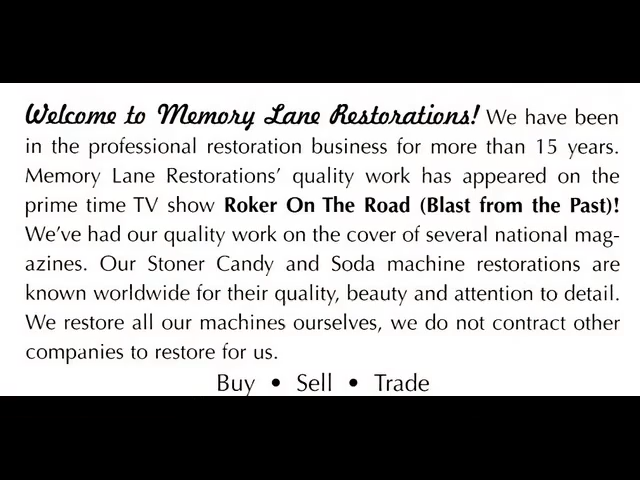 Welcome to Memory Lane Restorations! We have been
in the professional restoration business for more than 15 years.
Memory Lane Restorations’ quality work has appeared on the
prime time TV show Roker On The Road (Blast from the Past)!
We’ve had our quality work on the cover of several national mag-
azines. Our Stoner Candy and Soda machine restorations are
known worldwide for their quality, beauty and attention to detail.
We restore all our machines ourselves, we do not contract other
companies to restore for us.
Buy • Sell • Trade